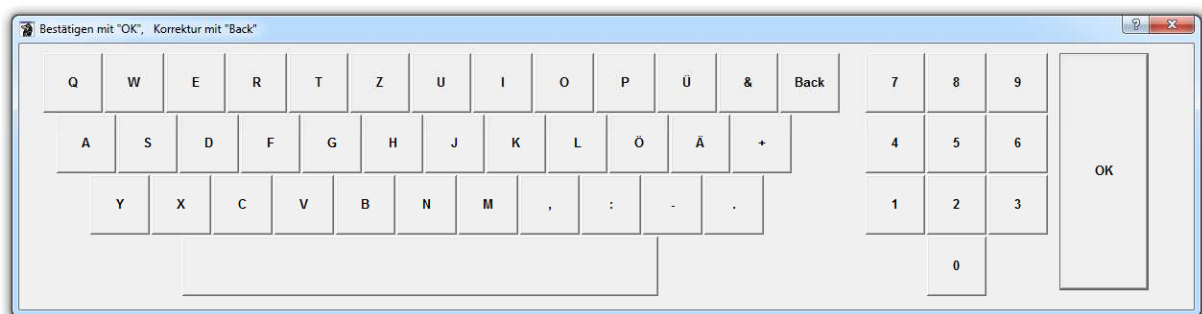 Bestätigen mit "OK", Korrektur mit "Back"
?
X
Q W E R T Z U I O P Ü & Back 7 8 9
A S D F G H J K L Ö Ä + 4 5 6
OK
Y X C V B N M , : - . 1 2 3
0